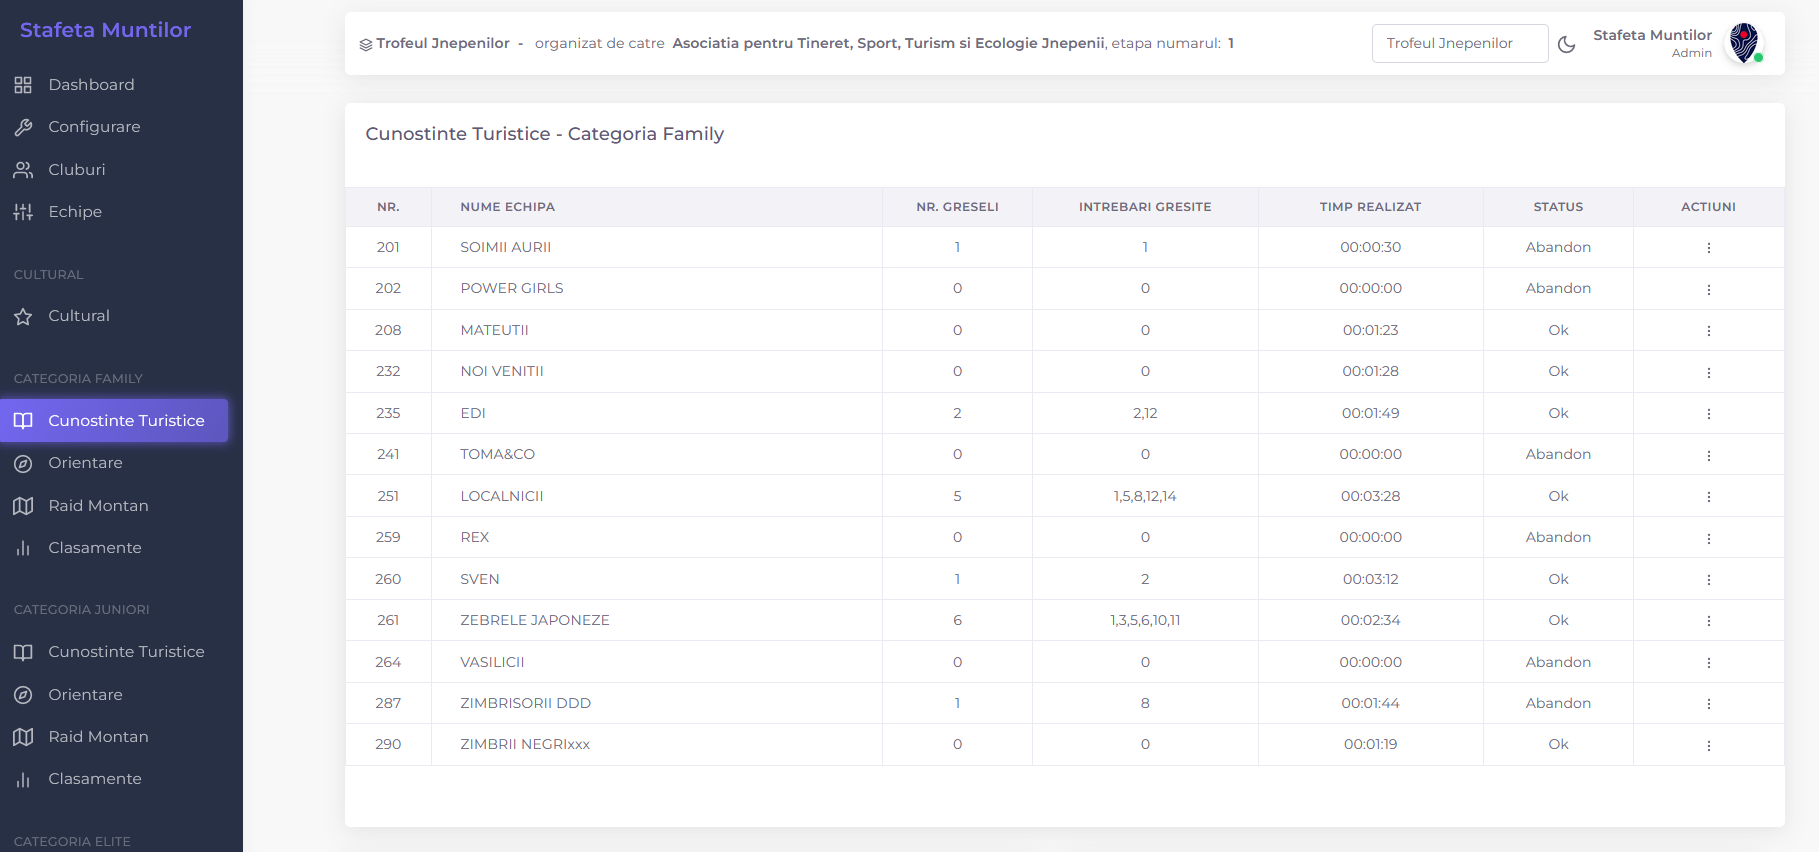 Stafeta Muntilor
Dashboard
Configurare
Cluburi
Echipe
CULTURAL
Cultural
CATEGORIA FAMILY
Cunostinte Turistice
Orientare
Raid Montan
Clasamente
CATEGORIA JUNIORI
Cunostinte Turistice
Orientare
Raid Montan
Clasamente
CATEGORIA ELITE
Trofeul Jnepenilor - organizat de catre Asociatia pentru Tineret, Sport, Turism si Ecologie Jnepenii, etapa numarul: 1
Trofeul Jnepenilor
Stafeta Muntilor
Admin
Cunostinte Turistice - Categoria Family
NR. NUME ECHIPA NR. GRESELI INTREBARI GRESITE TIMP REALIZAT STATUS ACTIUNI
201 SOIMII AURII 1 1 00:00:30 Abandon
202 POWER GIRLS 0 0 00:00:00 Abandon
208 MATEUTII 0 0 00:01:23 Ok
232 NOI VENITII 0 0 00:01:28 Ok
235 EDI 2 2,12 00:01:49 Ok
241 TOMA&CO 0 0 00:00:00 Abandon
251 LOCALNICII 5 1,5,8,12,14 00:03:28 Ok
259 REX 0 0 00:00:00 Abandon
260 SVEN 1 2 00:03:12 Ok
261 ZEBRELE JAPONEZE 6 1,3,5,6,10,11 00:02:34 Ok
264 VASILICII 0 0 00:00:00 Abandon
287 ZIMBRISORII DDD 1 8 00:01:44 Abandon
290 ZIMBRII NEGRIxxx 0 0 00:01:19 Ok